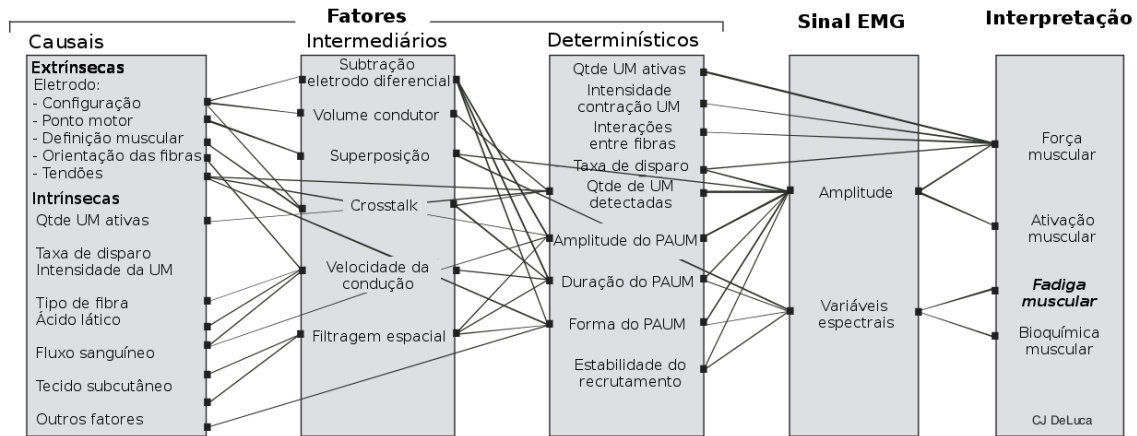 Fatores
Sinal EMG
Interpretação
Causais
Intermediários
Determinísticos
Extrínsecas
Eletrodo:
- Configuração
- Ponto motor
- Definição muscular
- Orientação das fibras
- Tendões
Intrínsecas
Qtde UM ativas
Taxa de disparo
Intensidade da UM
Tipo de fibra
Ácido lático
Fluxo sanguíneo
Tecido subcutâneo
Outros fatores
Subtração
eletrodo diferencial
Volume condutor
Superposição
Crosstalk
Velocidade da
condução
Filtragem espacial
Qtde UM ativas
Intensidade
contração UM
Interações
entre fibras
Taxa de disparo
Qtde de UM
detectadas
Amplitude do PAUM
Duração do PAUM
Forma do PAUM
Estabilidade do
recrutamento
Amplitude
Variáveis
espectrais
Força
muscular
Ativação
muscular
Fadiga
muscular
Bioquímica
muscular
CJ DeLuca